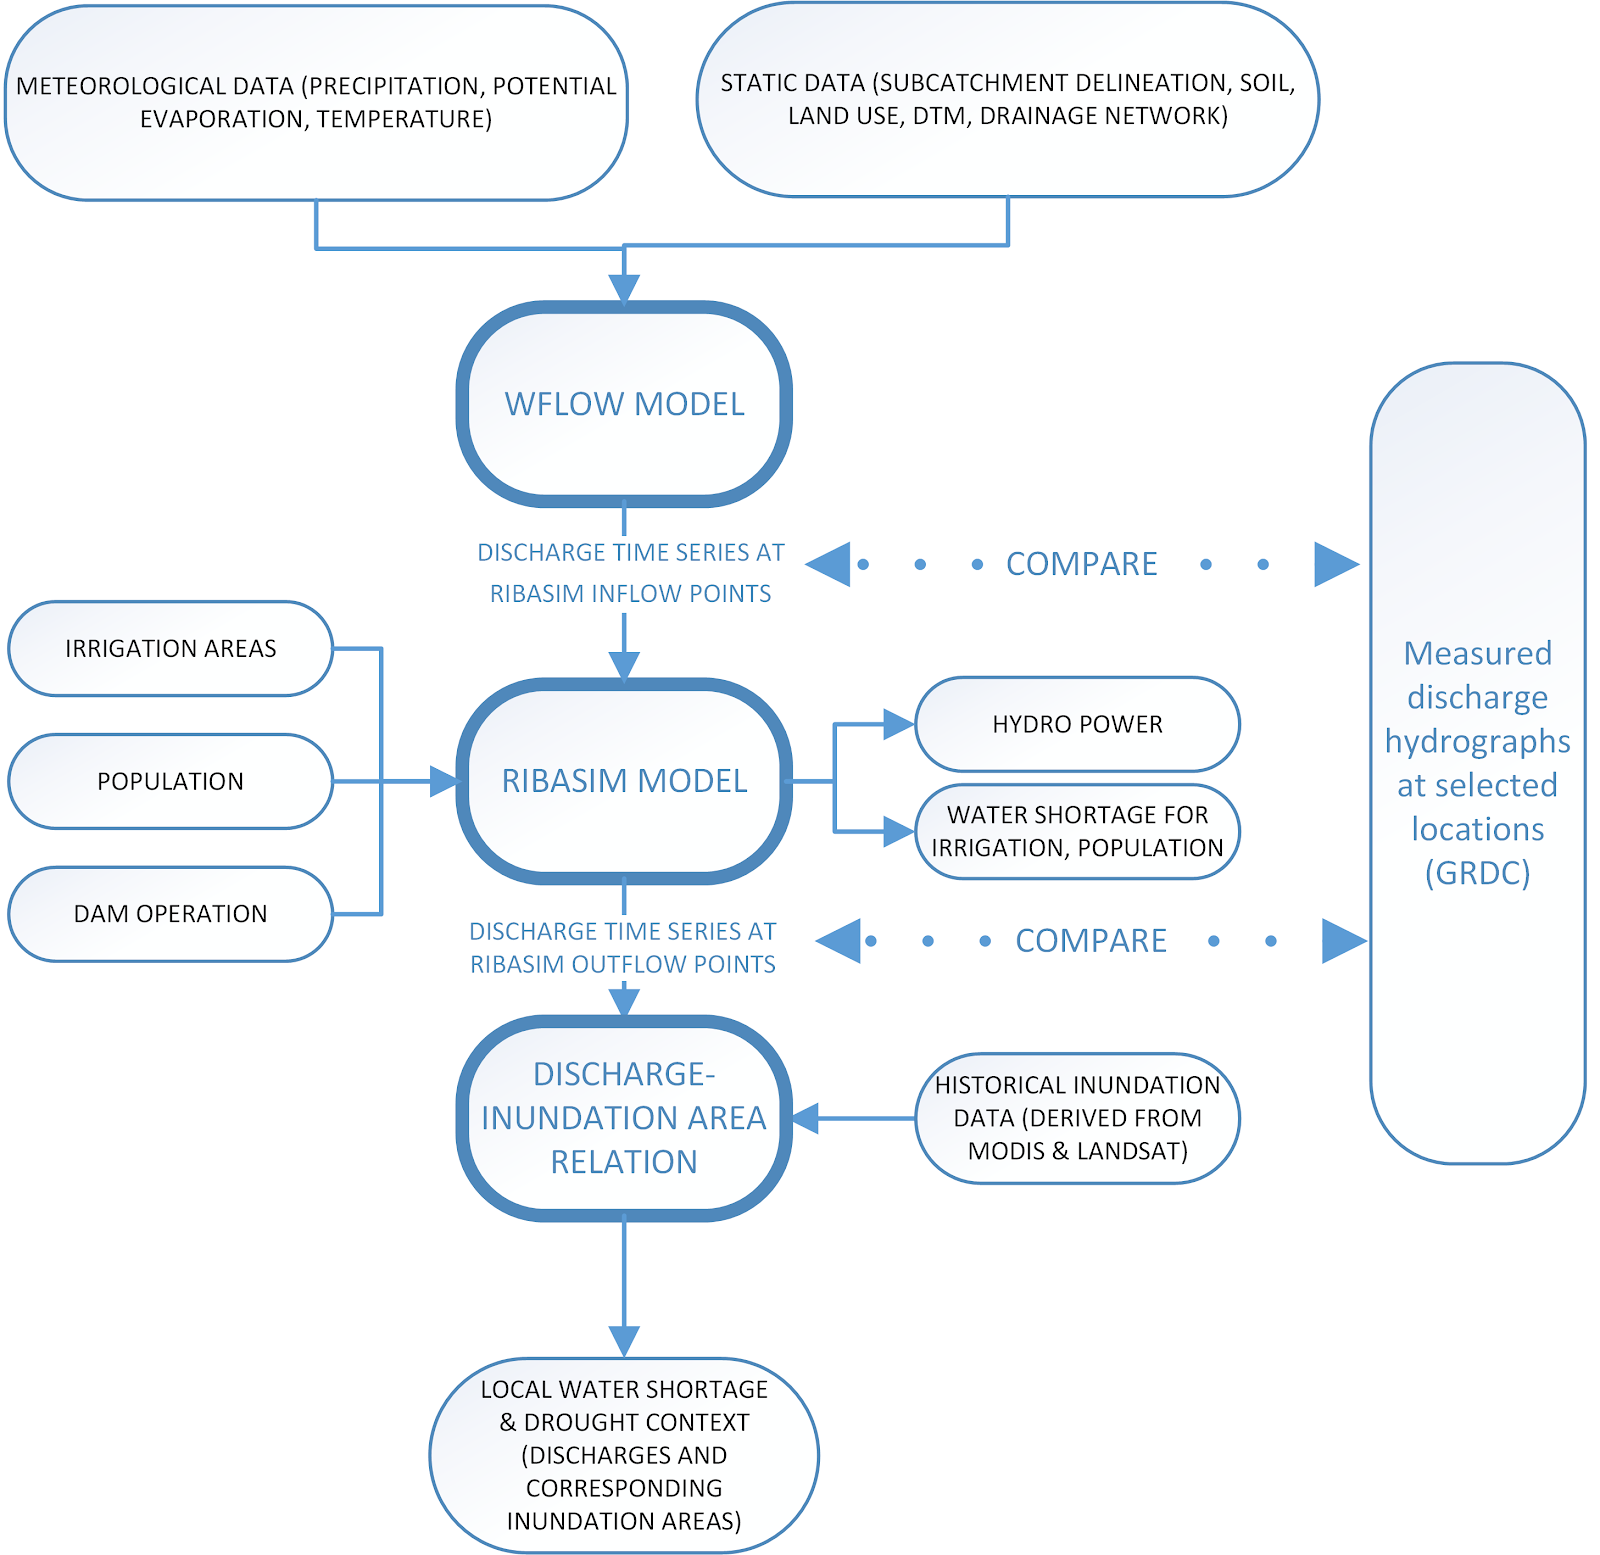 METEOROLOGICAL DATA (PRECIPITATION, POTENTIAL
EVAPORATION, TEMPERATURE)
STATIC DATA (SUBCATCHMENT DELINEATION, SOIL,
LAND USE, DTM, DRAINAGE NETWORK)
WFLOW MODEL
DISCHARGE TIME SERIES AT
RIBASIM INFLOW POINTS
COMPARE
IRRIGATION AREAS
POPULATION
DAM OPERATION
RIBASIM MODEL
HYDRO POWER
WATER SHORTAGE FOR
IRRIGATION, POPULATION
Measured
discharge
hydrographs
at selected
locations
(GRDC)
DISCHARGE TIME SERIES AT
RIBASIM OUTFLOW POINTS
COMPARE
DISCHARGE-
INUNDATION AREA
RELATION
HISTORICAL INUNDATION
DATA (DERIVED FROM
MODIS & LANDSAT)
LOCAL WATER SHORTAGE
& DROUGHT CONTEXT
(DISCHARGES AND
CORRESPONDING
INUNDATION AREAS)